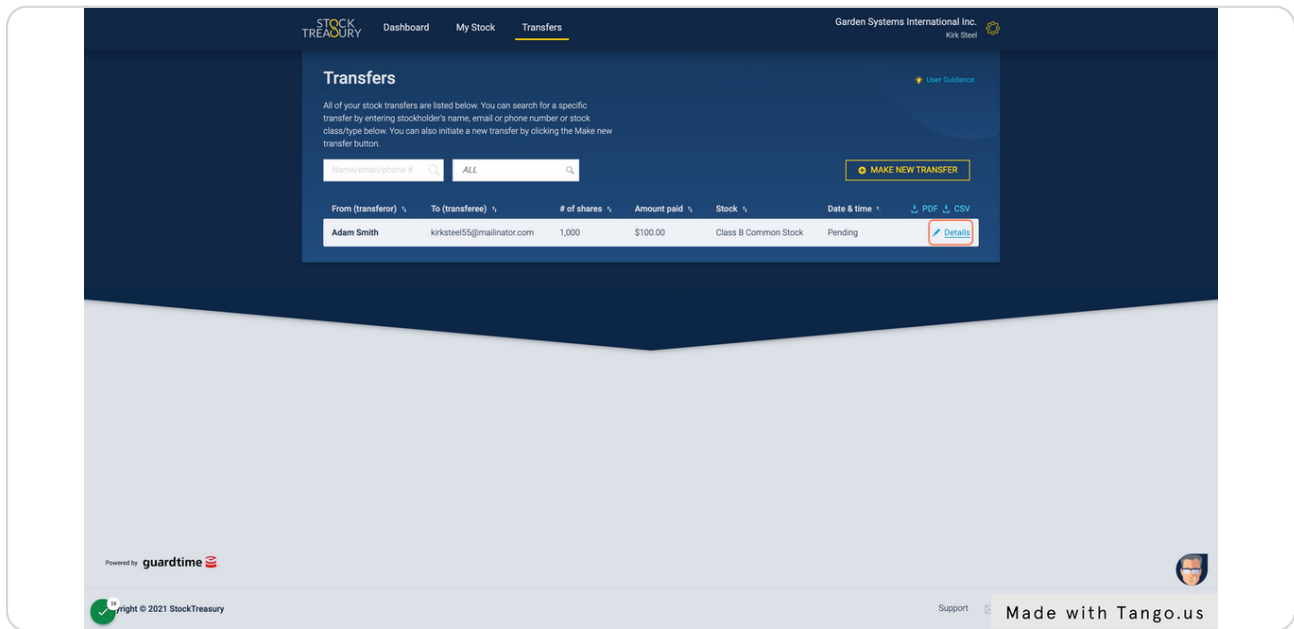 STOCK
TREASURY
Dashboard
My Stock
Transfers
Garden Systems International Inc.
Kirk Steel
Transfers
User Guidance
All of your stock transfers are listed below. You can search for a specific
transfer by entering stockholder's name, email or phone number or stock
class/type below. You can also initiate a new transfer by clicking the Make new
transfer button.
Name/email/phone #
ALL
MAKE NEW TRANSFER
From (transferor) To (transferee) # of shares Amount paid Stock Date & time PDF CSV
Adam Smith kirksteel55@mailinator.com 1,000 $100.00 Class B Common Stock Pending Details
Powered by guardtime
yright © 2021 StockTreasury
Support
Made with Tango.us